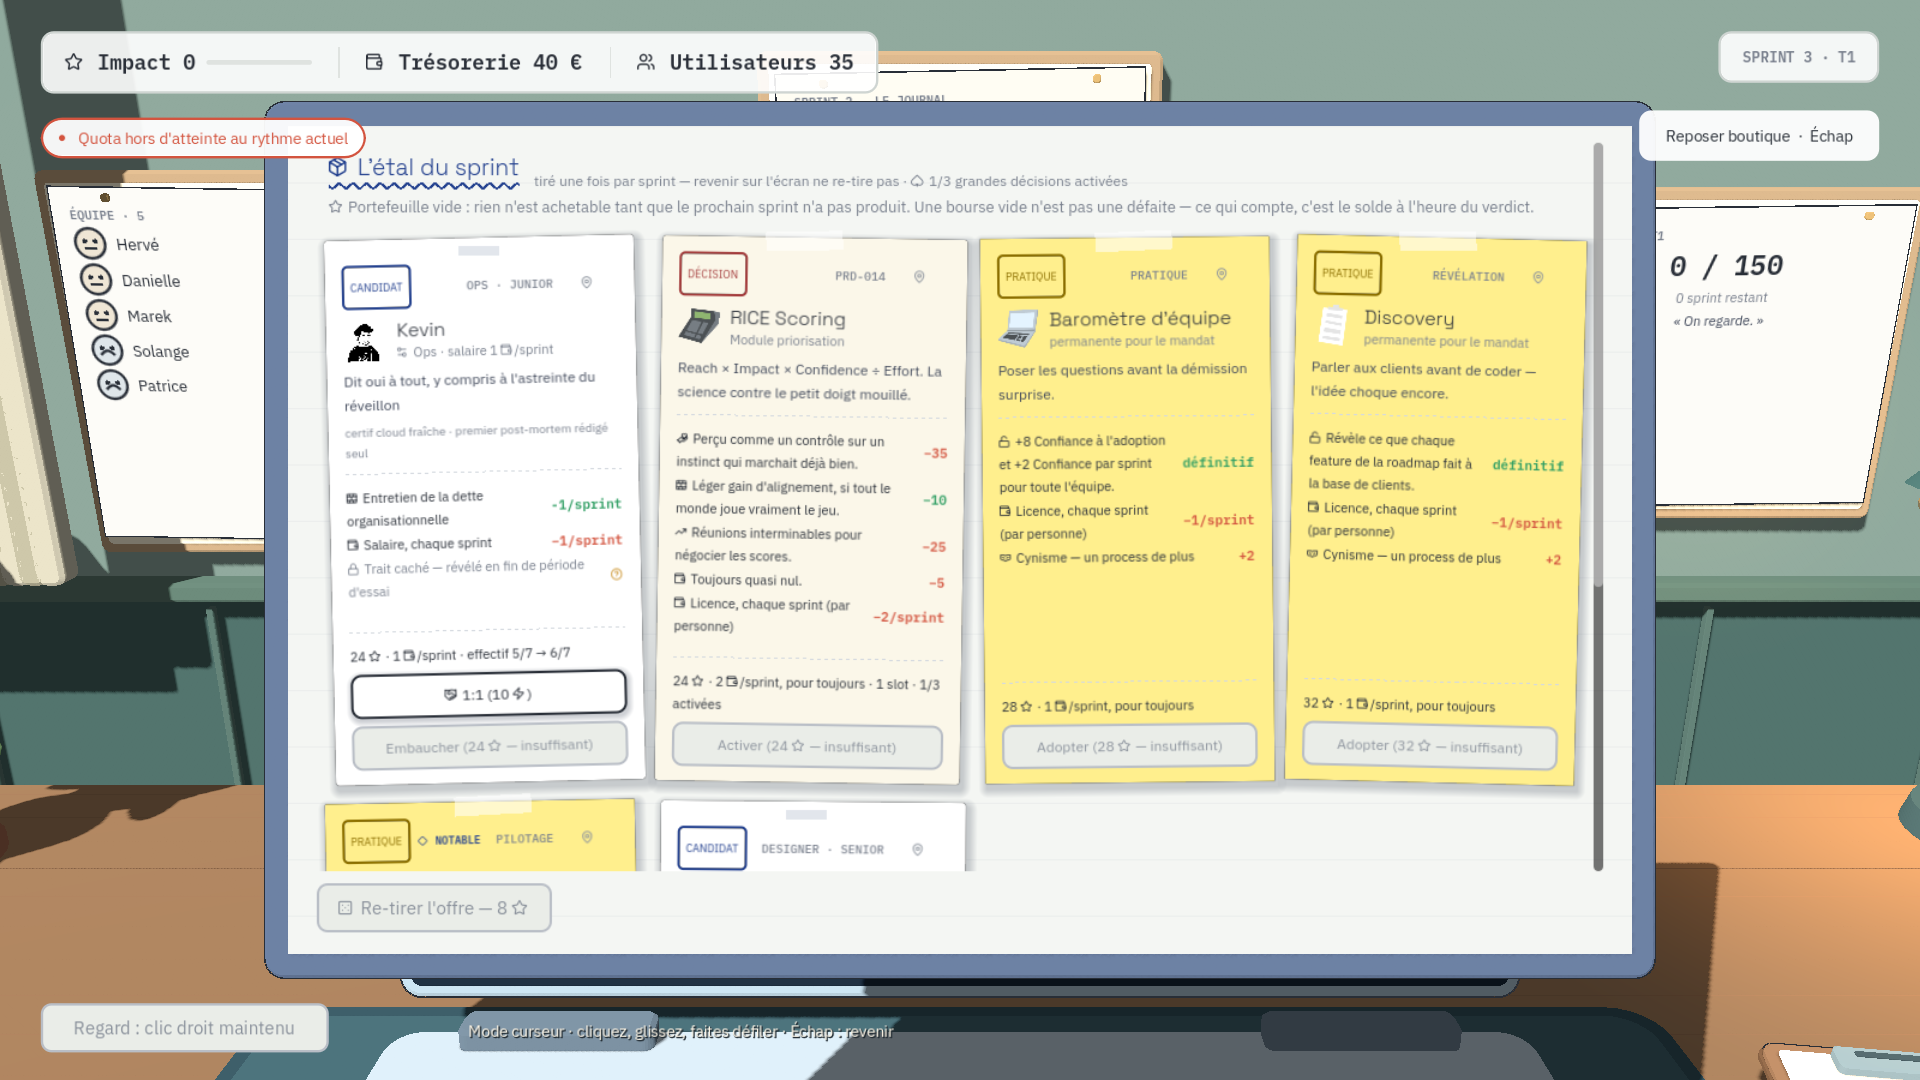 Impact 0
Trésorerie 40 €
Utilisateurs 35
SPRINT 3 · T1
Quota hors d'atteinte au rythme actuel
Reposer boutique · Échap
L'étal du sprint
tiré une fois par sprint — revenir sur l'écran ne re-tire pas · 1/3 grandes décisions activées
Portefeuille vide : rien n'est achetable tant que le prochain sprint n'a pas produit. Une bourse vide n'est pas une défaite — ce qui compte, c'est le solde à l'heure du verdict.
ÉQUIPE · 5
Hervé
Danielle
Marek
Solange
Patrice
CANDIDAT
OPS · JUNIOR
Kevin
Ops · salaire 1 /sprint
Dit oui à tout, y compris à l'astreinte du
réveillon
certif cloud fraîche · premier post-mortem rédigé
seul
Entretien de la dette
organisationnelle
-1/sprint
Salaire, chaque sprint
−1/sprint
Trait caché — révélé en fin de période
d'essai
24 · 1 /sprint · effectif 5/7 → 6/7
1:1 (10 )
Embaucher (24 — insuffisant)
DÉCISION
PRD-014
RICE Scoring
Module priorisation
Reach × Impact × Confidence ÷ Effort. La
science contre le petit doigt mouillé.
Perçu comme un contrôle sur un
instinct qui marchait déjà bien.
−35
Léger gain d'alignement, si tout le
monde joue vraiment le jeu.
−10
Réunions interminables pour
négocier les scores.
−25
Toujours quasi nul.
−5
Licence, chaque sprint (par
personne)
−2/sprint
24 · 2 /sprint, pour toujours · 1 slot · 1/3
activées
Activer (24 — insuffisant)
PRATIQUE
PRATIQUE
Baromètre d'équipe
permanente pour le mandat
Poser les questions avant la démission
surprise.
+8 Confiance à l'adoption
et +2 Confiance par sprint
pour toute l'équipe.
définitif
Licence, chaque sprint
(par personne)
−1/sprint
Cynisme — un process de plus
+2
28 · 1 /sprint, pour toujours
Adopter (28 — insuffisant)
PRATIQUE
RÉVÉLATION
Discovery
permanente pour le mandat
Parler aux clients avant de coder —
l'idée choque encore.
Révèle ce que chaque
feature de la roadmap fait à
la base de clients.
définitif
Licence, chaque sprint
(par personne)
−1/sprint
Cynisme — un process de plus
+2
32 · 1 /sprint, pour toujours
Adopter (32 — insuffisant)
PRATIQUE
NOTABLE
PILOTAGE
CANDIDAT
DESIGNER · SENIOR
Re-tirer l'offre — 8
0 / 150
0 sprint restant
« On regarde. »
Regard : clic droit maintenu
Mode curseur · cliquez, glissez, faites défiler · Échap : revenir